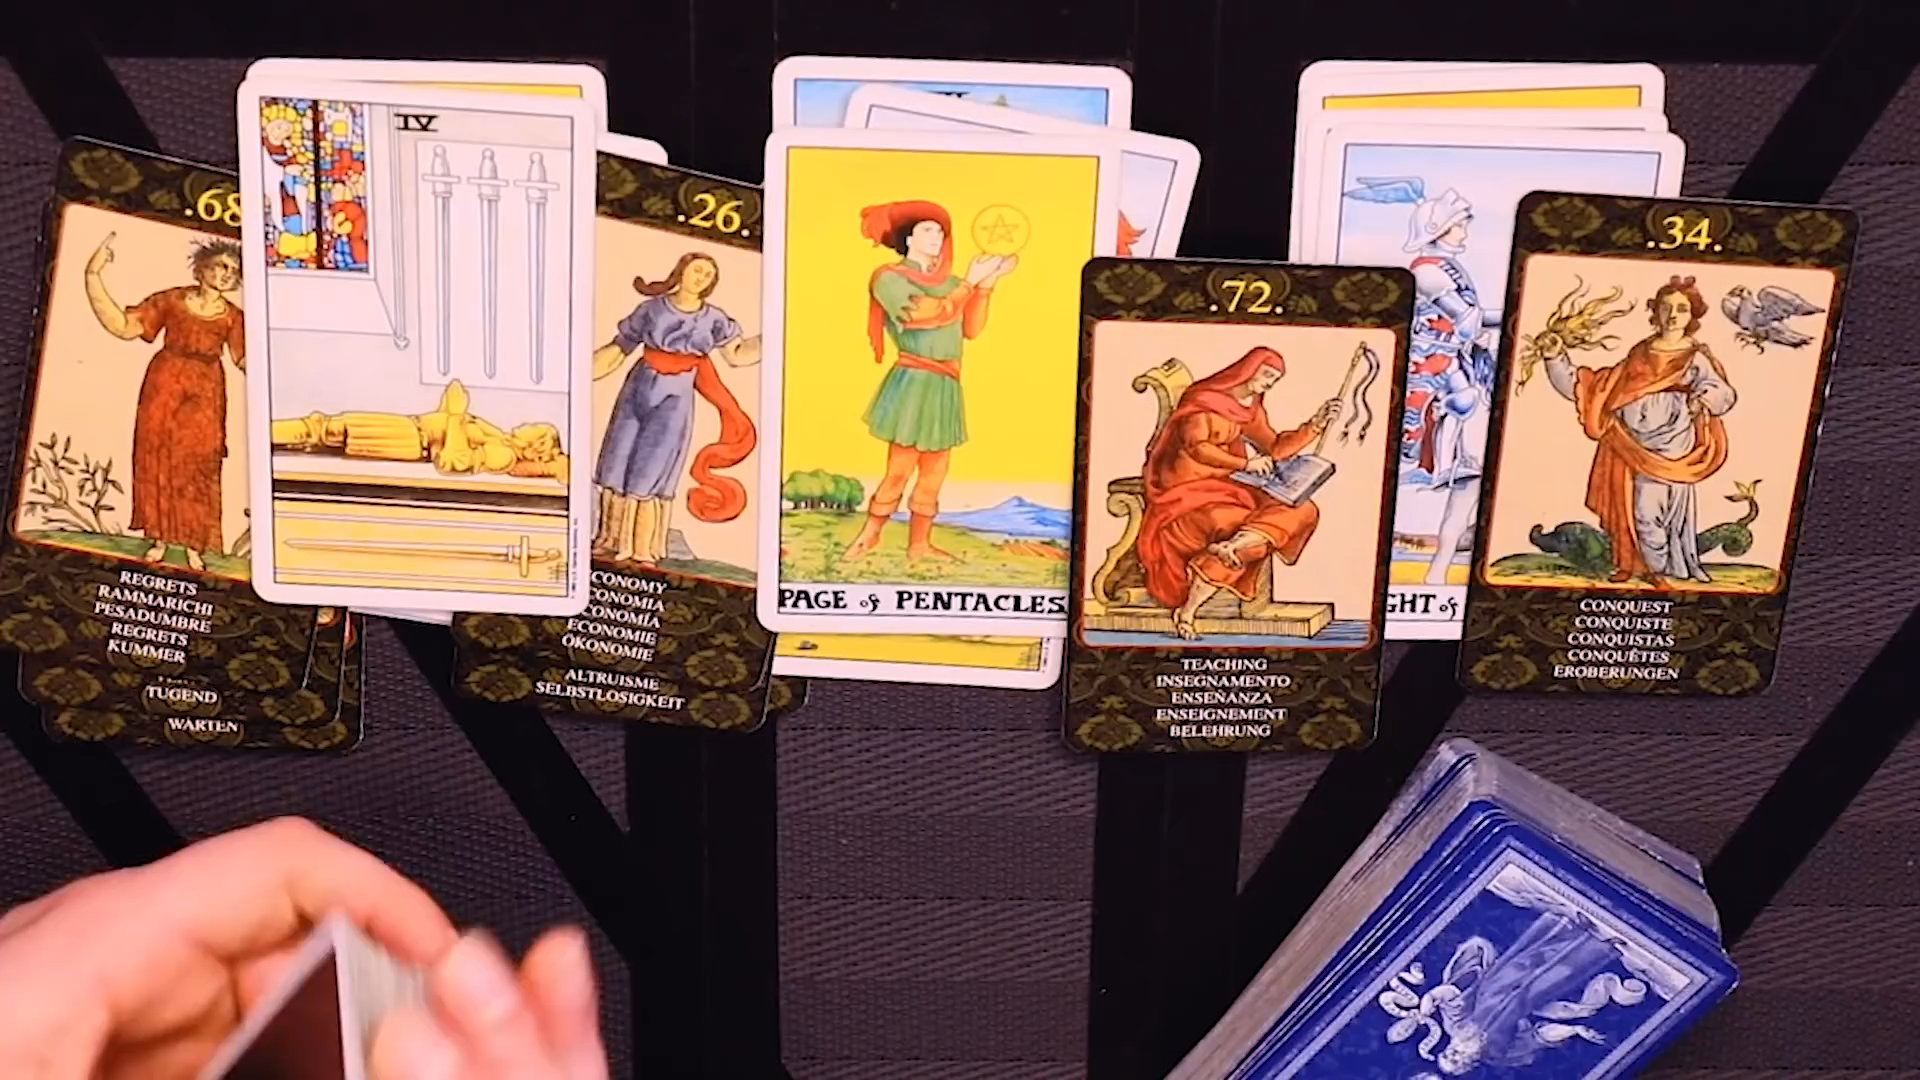 .68
REGRETS
RAMMARICHI
PESADUMBRE
REGRETS
KUMMER
TUGEND
WARTEN
IV
.26.
CONOMY
CONOMIA
CONOMÍA
ECONOMIE
ÖKONOMIE
ALTRUISME
SELBSTLOSIGKEIT
PAGE of PENTACLES
.72.
TEACHING
INSEGNAMENTO
ENSEÑANZA
ENSEIGNEMENT
BELEHRUNG
GHT of
.34.
CONQUEST
CONQUISTE
CONQUISTAS
CONQUÊTES
EROBERUNGEN